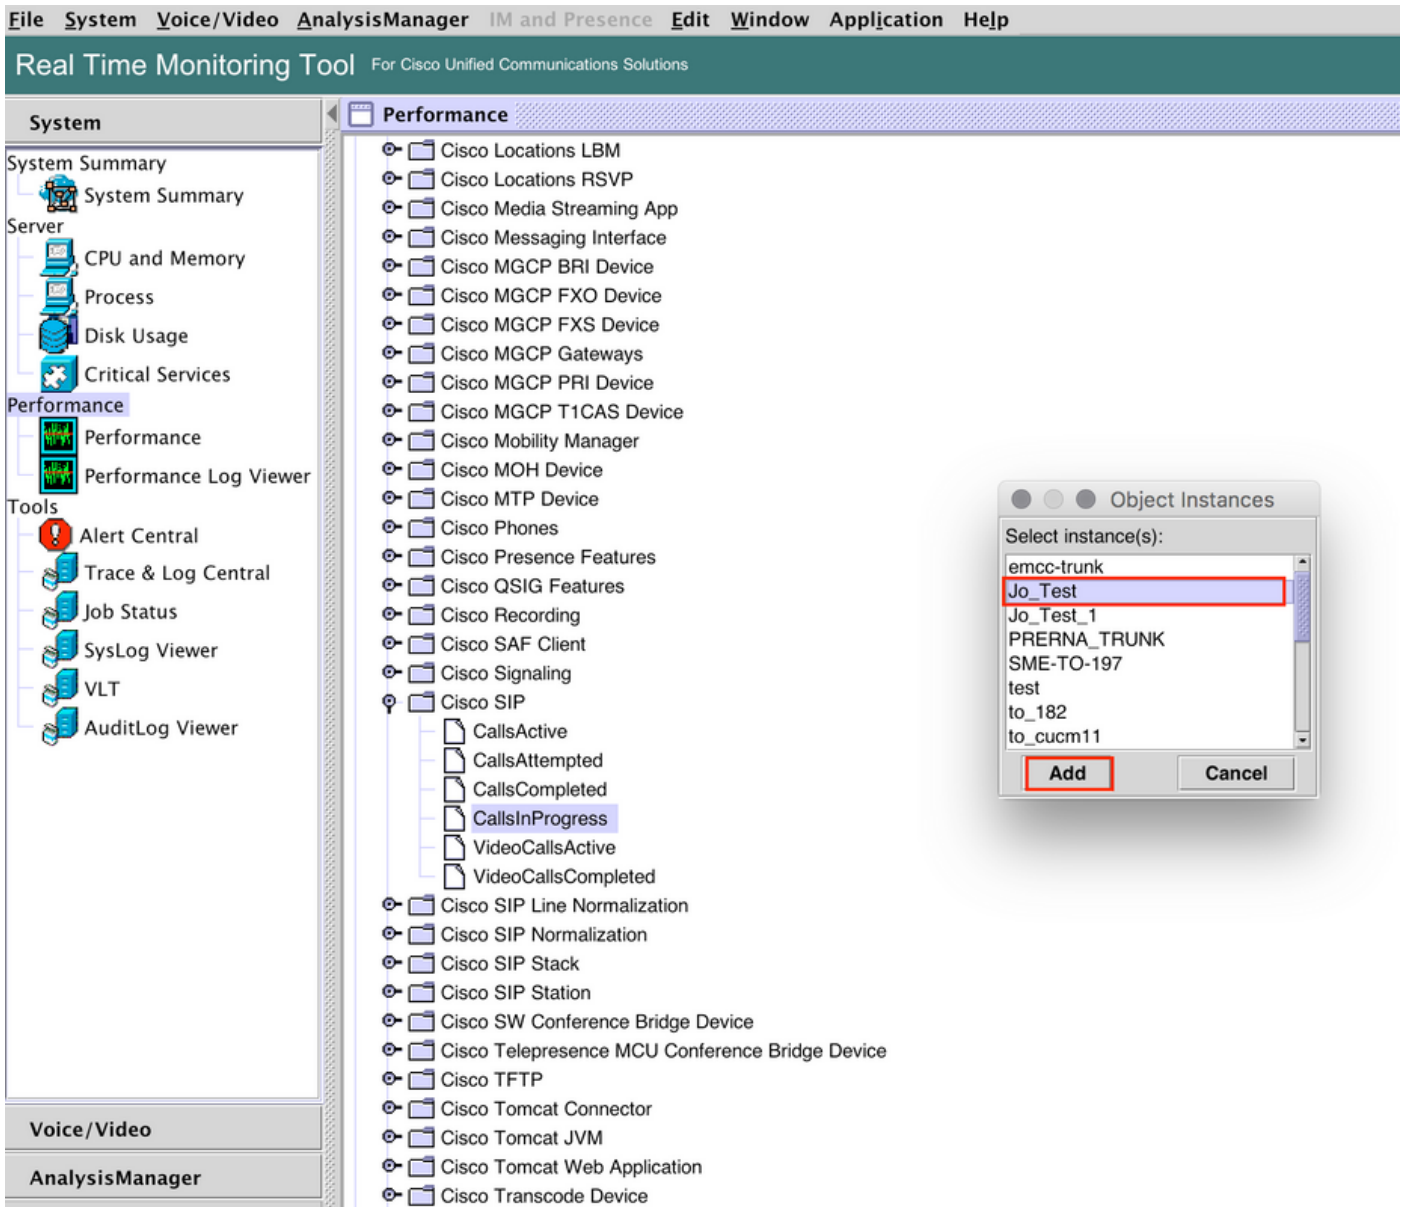 File System Voice/Video AnalysisManager IM and Presence Edit Window Application Help
Real Time Monitoring Tool For Cisco Unified Communications Solutions
System
System Summary
System Summary
Server
CPU and Memory
Process
Disk Usage
Critical Services
Performance
Performance
Performance Log Viewer
Tools
Alert Central
Trace & Log Central
Job Status
SysLog Viewer
VLT
AuditLog Viewer
Voice/Video
AnalysisManager
Performance
Cisco Locations LBM
Cisco Locations RSVP
Cisco Media Streaming App
Cisco Messaging Interface
Cisco MGCP BRI Device
Cisco MGCP FXO Device
Cisco MGCP FXS Device
Cisco MGCP Gateways
Cisco MGCP PRI Device
Cisco MGCP T1CAS Device
Cisco Mobility Manager
Cisco MOH Device
Cisco MTP Device
Cisco Phones
Cisco Presence Features
Cisco QSIG Features
Cisco Recording
Cisco SAF Client
Cisco Signaling
Cisco SIP
CallsActive
CallsAttempted
CallsCompleted
CallsInProgress
VideoCallsActive
VideoCallsCompleted
Cisco SIP Line Normalization
Cisco SIP Normalization
Cisco SIP Stack
Cisco SIP Station
Cisco SW Conference Bridge Device
Cisco Telepresence MCU Conference Bridge Device
Cisco TFTP
Cisco Tomcat Connector
Cisco Tomcat JVM
Cisco Tomcat Web Application
Cisco Transcode Device
Object Instances
Select instance(s):
emcc-trunk
Jo_Test
Jo_Test_1
PRERNA_TRUNK
SME-TO-197
test
to_182
to_cucm11
Add Cancel